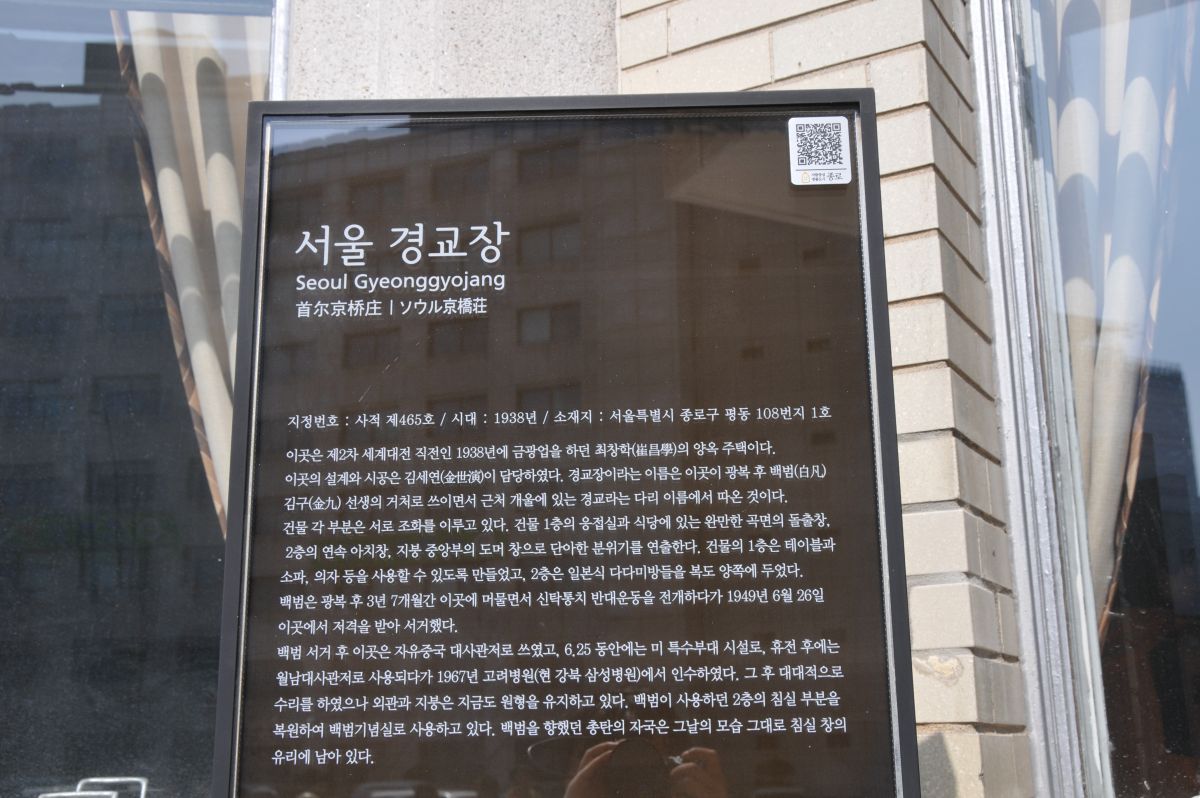 종로
서울 경교장
Seoul Gyeonggyojang
首尔京桥庄 | ソウル京橋荘
지정번호 : 사적 제465호 / 시대 : 1938년 / 소재지 : 서울특별시 종로구 평동 108번지 1호
이곳은 제2차 세계대전 직전인 1938년에 금광업을 하던 최창학(崔昌學)의 양옥 주택이다.
이곳의 설계와 시공은 김세연(金世演)이 담당하였다. 경교장이라는 이름은 이곳이 광복 후 백범(白凡)
김구(金九) 선생의 거처로 쓰이면서 근처 개울에 있는 경교라는 다리 이름에서 따온 것이다.
건물 각 부분은 서로 조화를 이루고 있다. 건물 1층의 응접실과 식당에 있는 완만한 곡면의 돌출창,
2층의 연속 아치창, 지붕 중앙부의 도머 창으로 단아한 분위기를 연출한다. 건물의 1층은 테이블과
소파, 의자 등을 사용할 수 있도록 만들었고, 2층은 일본식 다다미방들을 복도 양쪽에 두었다.
백범은 광복 후 3년 7개월간 이곳에 머물면서 신탁통치 반대운동을 전개하다가 1949년 6월 26일
이곳에서 저격을 받아 서거했다.
백범 서거 후 이곳은 자유중국 대사관저로 쓰였고, 6.25 동안에는 미 특수부대 시설로, 휴전 후에는
월남대사관저로 사용되다가 1967년 고려병원(현 강북 삼성병원)에서 인수하였다. 그 후 대대적으로
수리를 하였으나 외관과 지붕은 지금도 원형을 유지하고 있다. 백범이 사용하던 2층의 침실 부분을
복원하여 백범기념실로 사용하고 있다. 백범을 향했던 총탄의 자국은 그날의 모습 그대로 침실 창의
유리에 남아 있다.